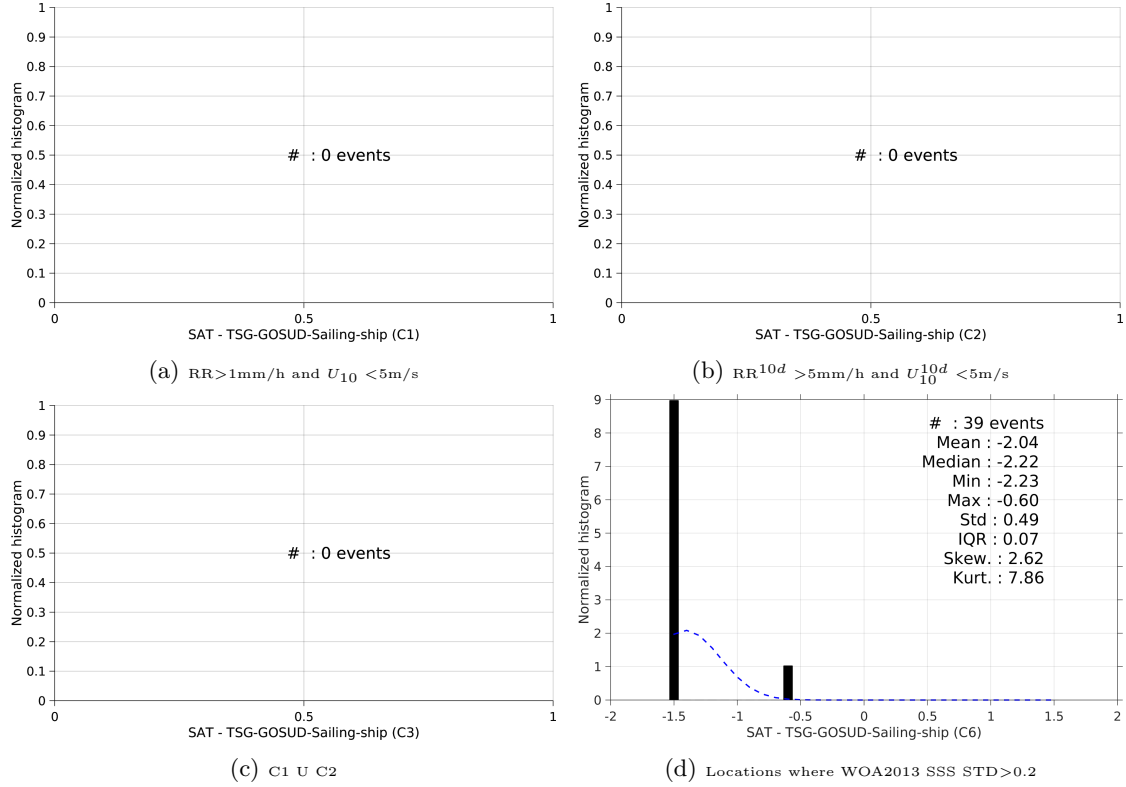 1
0.9
0.8
0.7
0.6
0.5
0.4
0.3
0.2
0.1
0
Normalized histogram
# : 0 events
0 0.5 1
SAT - TSG-GOSUD-Sailing-ship (C1)
(a) RR>1mm/h and U10 <5m/s
1
0.9
0.8
0.7
0.6
0.5
0.4
0.3
0.2
0.1
0
Normalized histogram
# : 0 events
0 0.5 1
SAT - TSG-GOSUD-Sailing-ship (C2)
(b) RR10d >5mm/h and U10d10 <5m/s
1
0.9
0.8
0.7
0.6
0.5
0.4
0.3
0.2
0.1
0
Normalized histogram
# : 0 events
0 0.5 1
SAT - TSG-GOSUD-Sailing-ship (C3)
(c) C1 U C2
9
8
7
6
5
4
3
2
1
0
Normalized histogram
# : 39 events
Mean : -2.04
Median : -2.22
Min : -2.23
Max : -0.60
Std : 0.49
IQR : 0.07
Skew. : 2.62
Kurt. : 7.86
-2 -1.5 -1 -0.5 0 0.5 1 1.5 2
SAT - TSG-GOSUD-Sailing-ship (C6)
(d) Locations where WOA2013 SSS STD>0.2